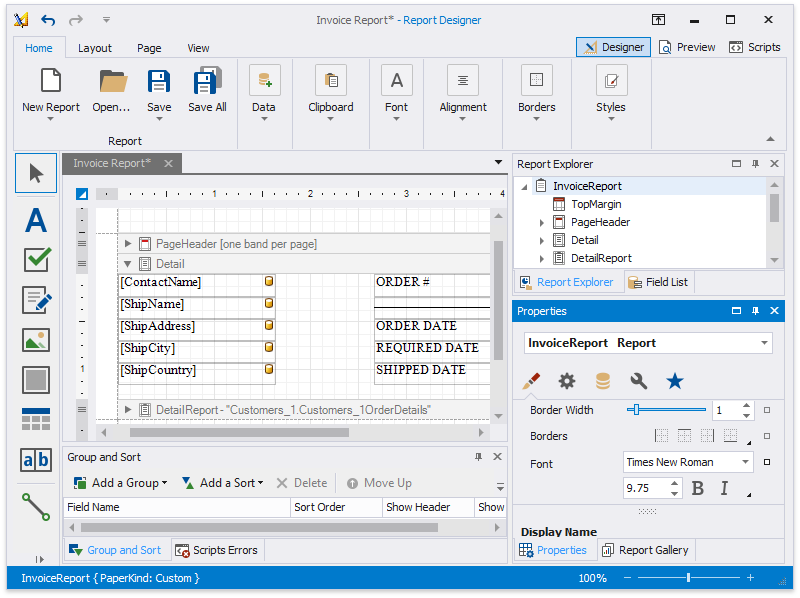 Invoice Report* - Report Designer
Home Layout Page View Designer Preview Scripts
New Report Open... Save Save All Data Clipboard Font Alignment Borders Styles
Report
Invoice Report*
1 2 3 4
PageHeader [one band per page]
Detail
[ContactName] ORDER #
[ShipName]
[ShipAddress] ORDER DATE
[ShipCity] REQUIRED DATE
[ShipCountry] SHIPPED DATE
1
DetailReport - "Customers_1.Customers_1OrderDetails"
Group and Sort
Add a Group Add a Sort Delete Move Up
Field Name Sort Order Show Header Show
Group and Sort Scripts Errors
Report Explorer
InvoiceReport
TopMargin
PageHeader
Detail
DetailReport
Report Explorer Field List
Properties
InvoiceReport Report
Border Width 1
Borders
Font Times New Roman
9.75 B I
Display Name
Properties Report Gallery
InvoiceReport { PaperKind: Custom } 100%